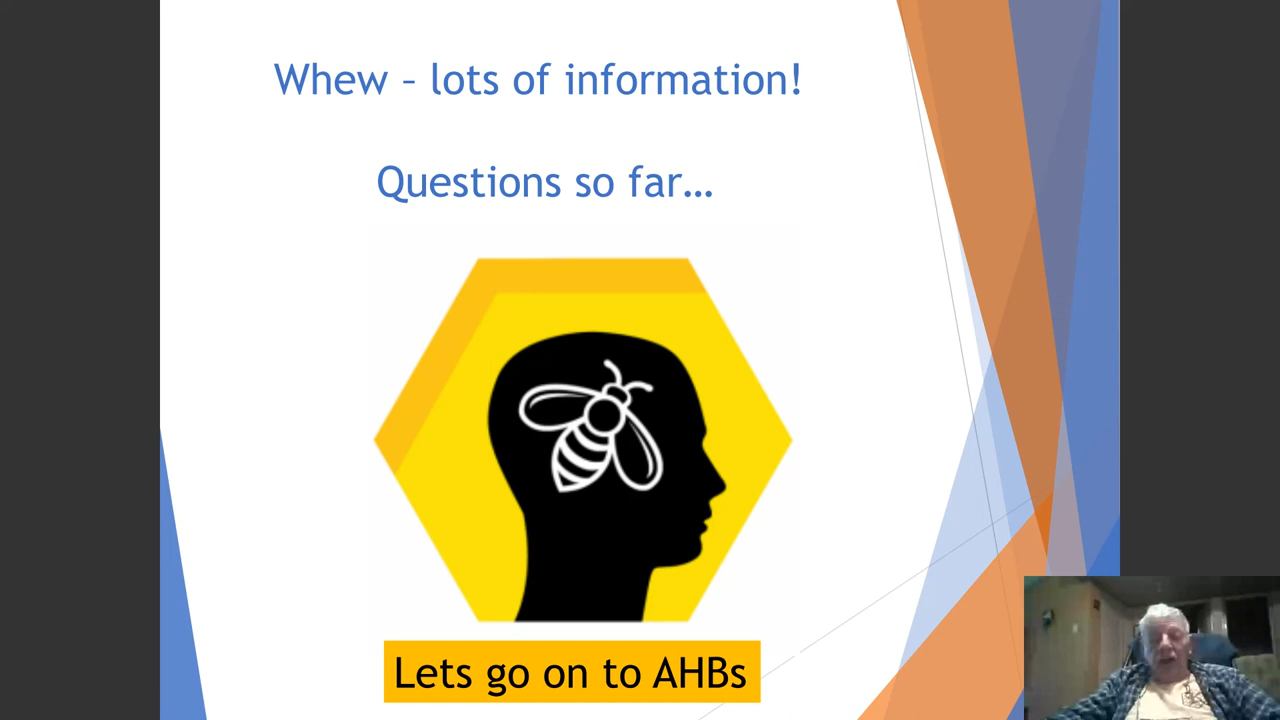 Whew – lots of information!
Questions so far…
Lets go on to AHBs